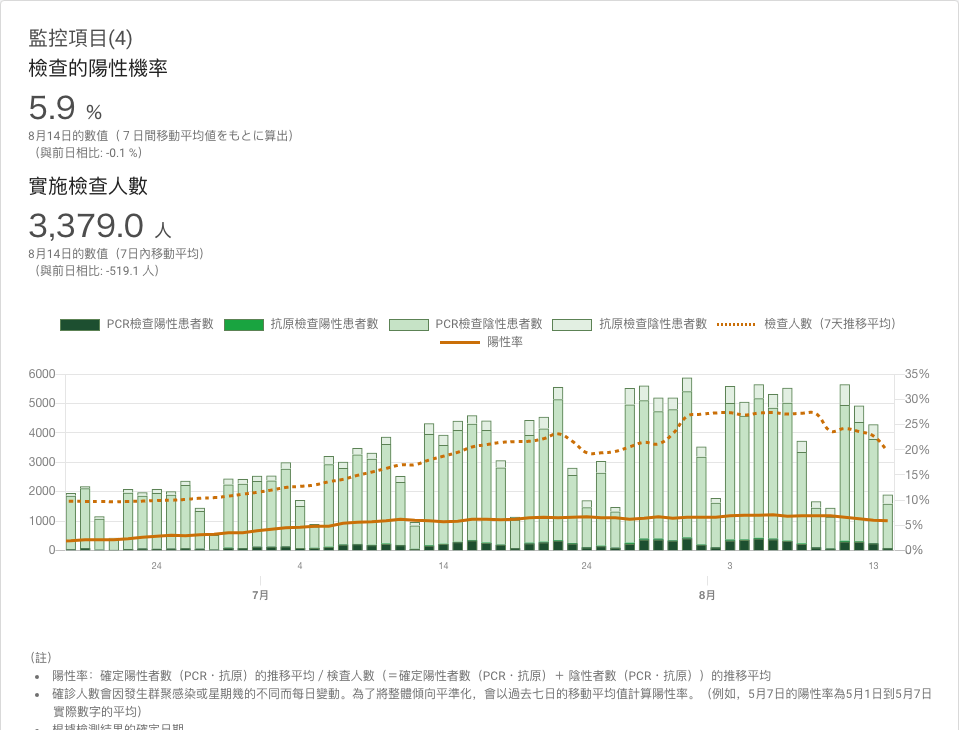 監控項目(4)
檢查的陽性機率
5.9 %
8月14日的數值（７日間移動平均値をもとに算出）
（與前日相比: -0.1 %）
實施檢查人數
3,379.0 人
8月14日的數值（7日內移動平均）
（與前日相比: -519.1 人）
PCR檢查陽性患者數 抗原檢查陽性患者數 PCR檢查陰性患者數 抗原檢查陰性患者數 檢查人數（7天推移平均）
陽性率
6000 35%
5000 30%
4000 25%
3000 20%
2000 15%
1000 10%
0 5%
0%
24 4 14 24 3 13
7月 8月
（註）
陽性率：確定陽性者數（PCR・抗原）的推移平均 / 檢查人數（＝確定陽性者數（PCR・抗原）＋ 陰性者數（PCR・抗原））的推移平均
確診人數會因發生群聚感染或星期幾的不同而每日變動。為了將整體傾向平準化，會以過去七日的移動平均值計算陽性率。（例如，5月7日的陽性率為5月1日到5月7日
實際數字的平均）
根據檢測結果的確定日期